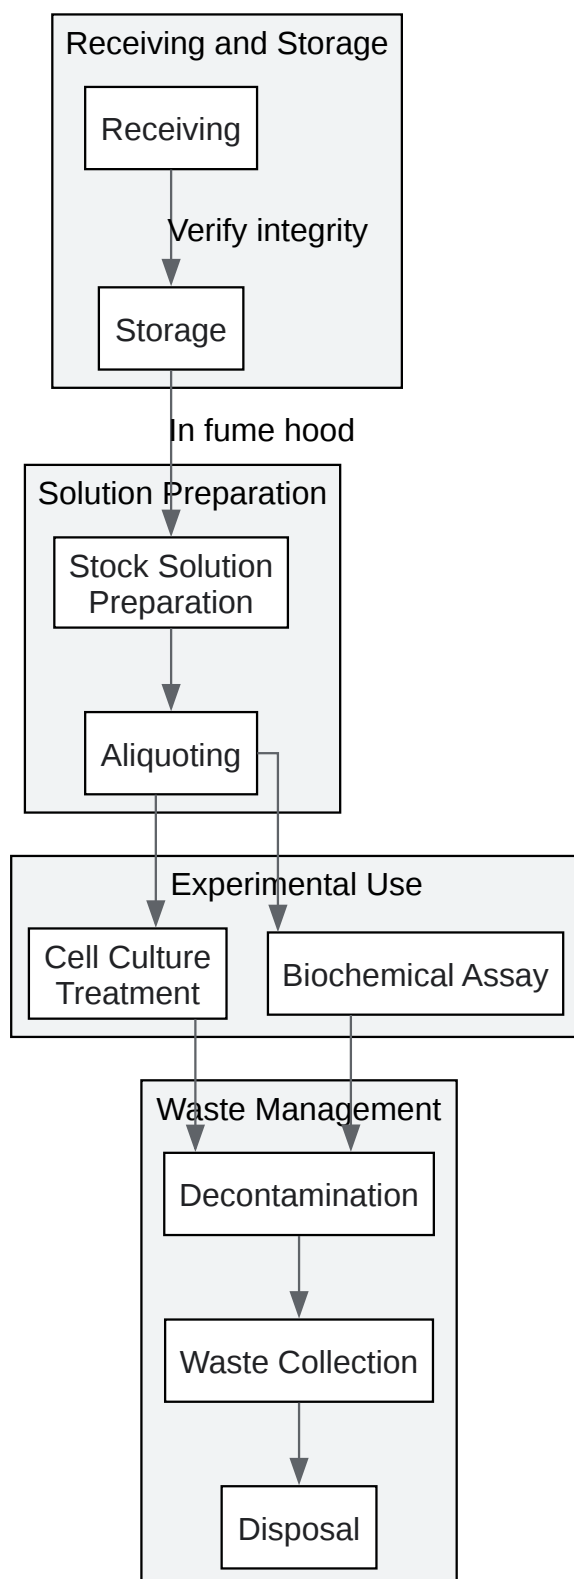 Receiving and Storage
Receiving
Verify integrity
Storage
In fume hood
Solution Preparation
Stock Solution
Preparation
Aliquoting
Experimental Use
Cell Culture
Treatment
Biochemical Assay
Waste Management
Decontamination
Waste Collection
Disposal